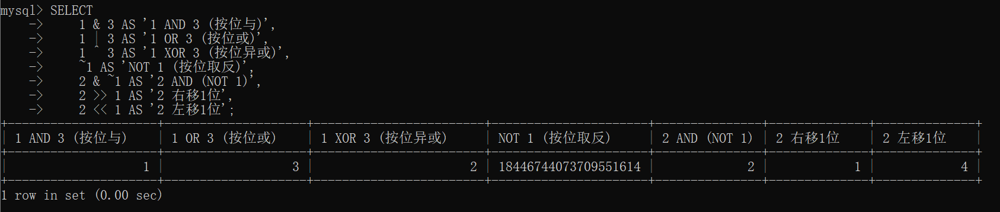 mysql> SELECT
    ->     1 & 3 AS '1 AND 3 (按位与)',
    ->     1 | 3 AS '1 OR 3 (按位或)',
    ->     1 ^ 3 AS '1 XOR 3 (按位异或)',
    ->     ~1 AS 'NOT 1 (按位取反)',
    ->     2 & ~1 AS '2 AND (NOT 1)',
    ->     2 >> 1 AS '2 右移1位',
    ->     2 << 1 AS '2 左移1位';
+---------------------+--------------------+------------------------+----------------------+---------------+--------------+--------------+
| 1 AND 3 (按位与)    | 1 OR 3 (按位或)    | 1 XOR 3 (按位异或)     | NOT 1 (按位取反)     | 2 AND (NOT 1) | 2 右移1位    | 2 左移1位    |
+---------------------+--------------------+------------------------+----------------------+---------------+--------------+--------------+
|                   1 |                  3 |                      2 | 18446744073709551614 |             2 |            1 |            4 |
+---------------------+--------------------+------------------------+----------------------+---------------+--------------+--------------+
1 row in set (0.00 sec)